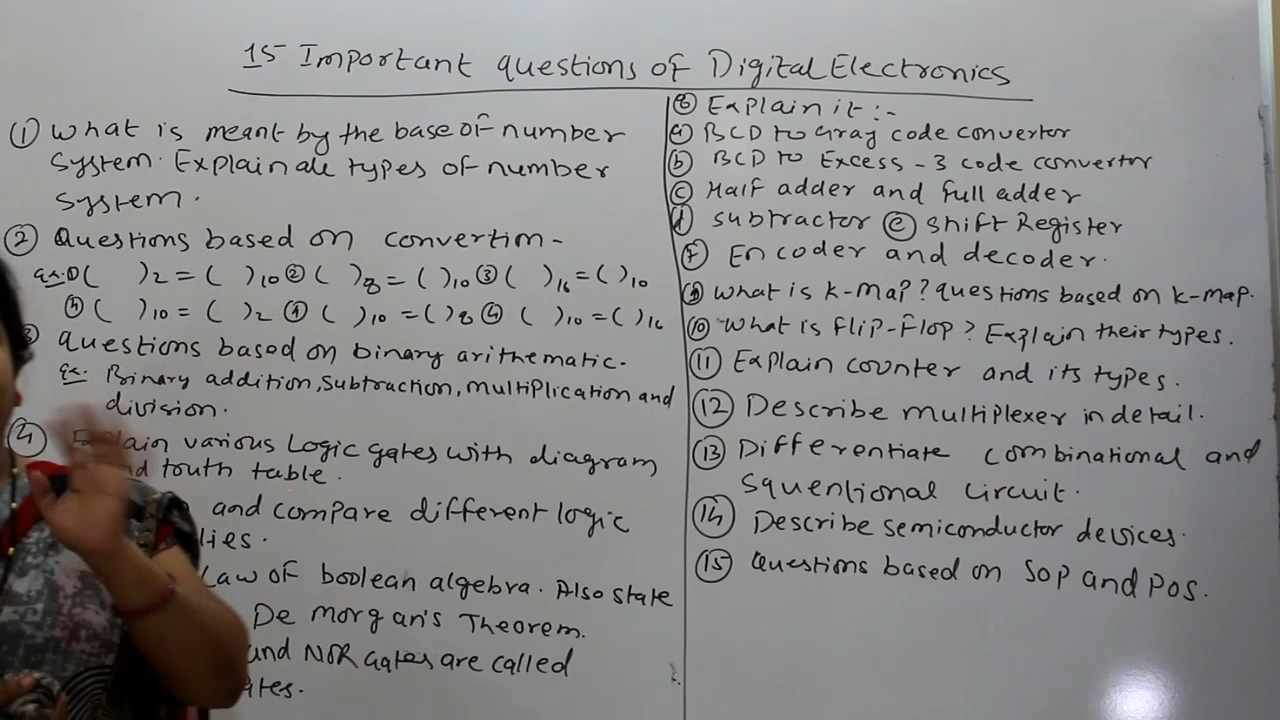 15 Important questions of Digital Electronics
① What is meant by the base of number
system. Explain all types of number
system.
② Questions based on convertion -
ex. ① ( )2 = ( )10 ② ( )8 = ( )10 ③ ( )16 = ( )10
( )10 = ( )2 ( )10 = ( )8 ( )10 = ( )16
questions based on binary arithematic.
Ex. Binary addition, subtraction, multiplication and
division.
④ Explain various Logic gates with diagram
truth table.
and compare different logic
lies.
Law of boolean algebra. Also state
De morgan's Theorem.
and NOR Gates are called
ates.
⑧ Explain it :-
ⓐ BCD to Gray code convertor
ⓑ BCD to Excess - 3 code convertor
ⓒ Half adder and full adder
ⓓ subtractor ⓔ Shift Register
ⓕ Encoder and decoder.
⑨ What is K-map? questions based on K-map.
⑩ What is flip-flop? Explain their types.
⑪ Explain counter and its types.
⑫ Describe multiplexer in detail.
⑬ Differentiate combinational and
squentional circuit.
⑭ Describe semiconductor devices.
⑮ Questions based on SOP and POS.